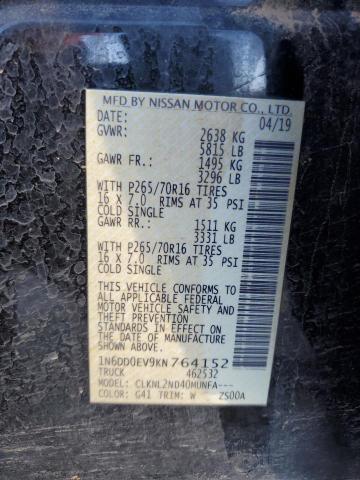 MFD BY NISSAN MOTOR CO., LTD.
DATE: 04/19
GVWR: 2638 KG
5815 LB
GAWR FR.: 1495 KG
3296 LB
WITH P265/70R16 TIRES
16 X 7.0 RIMS AT 35 PSI
COLD SINGLE
GAWR RR.: 1511 KG
3331 LB
WITH P265/70R16 TIRES
16 X 7.0 RIMS AT 35 PSI
COLD SINGLE
THIS VEHICLE CONFORMS TO
ALL APPLICABLE FEDERAL
MOTOR VEHICLE SAFETY
STANDARDS IN EFFECT ON
THE DATE OF MANUFACTURE
SHOWN ABOVE.
1N6DD0EV9KN764152
TRUCK 462532
MODEL: CLKNL2ND40MUNFA---
COLOR: G41 TRIM: W ZS00A